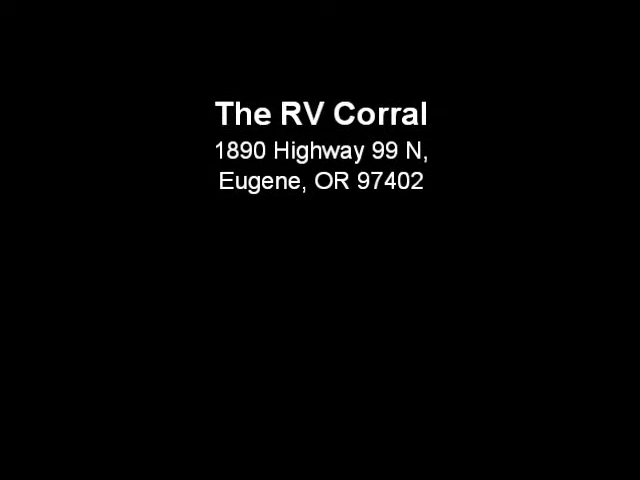 The RV Corral
1890 Highway 99 N,
Eugene, OR 97402